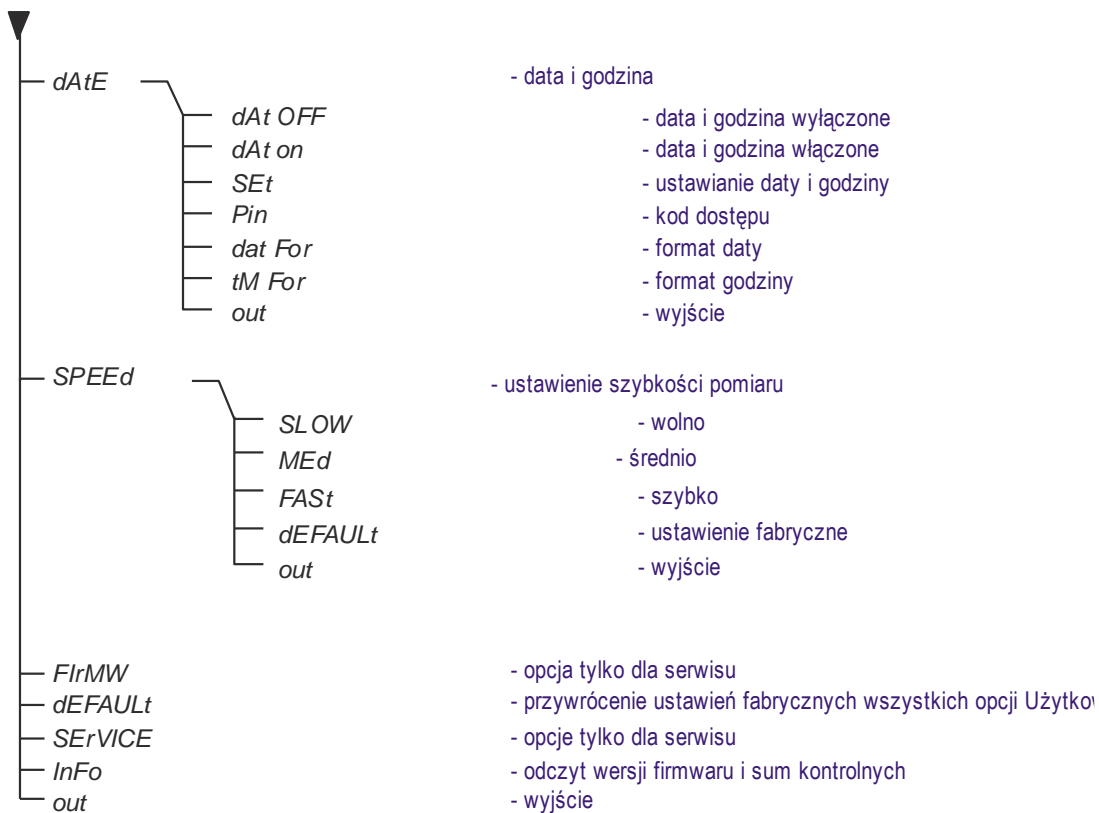 dAtE - data i godzina
dAt OFF - data i godzina wyłączone
dAt on - data i godzina włączone
SEt - ustawianie daty i godziny
Pin - kod dostępu
dat For - format daty
tM For - format godziny
out - wyjście
SPEEd - ustawienie szybkości pomiaru
SLOW - wolno
MEd - średnio
FASt - szybko
dEFAULt - ustawienie fabryczne
out - wyjście
FIrMW - opcja tylko dla serwisu
dEFAULt - przywrócenie ustawień fabrycznych wszystkich opcji
SErVICE - opcje tylko dla serwisu
InFo - odczyt wersji firmwaru i sum kontrolnych
out - wyjście